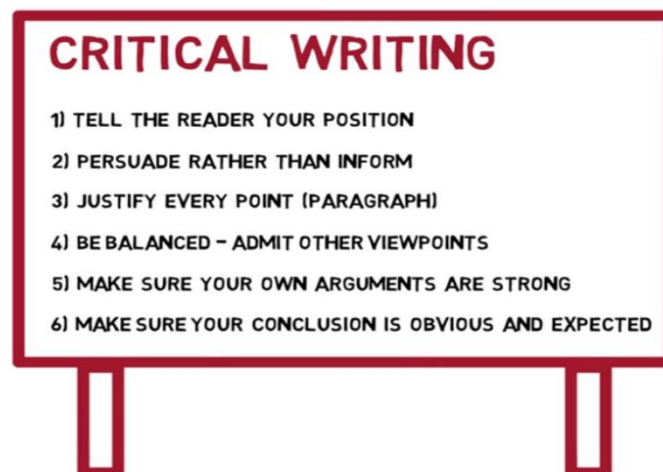 CRITICAL WRITING
1) TELL THE READER YOUR POSITION
2) PERSUADE RATHER THAN INFORM
3) JUSTIFY EVERY POINT (PARAGRAPH)
4) BE BALANCED - ADMIT OTHER VIEWPOINTS
5) MAKE SURE YOUR OWN ARGUMENTS ARE STRONG
6) MAKE SURE YOUR CONCLUSION IS OBVIOUS AND EXPECTED